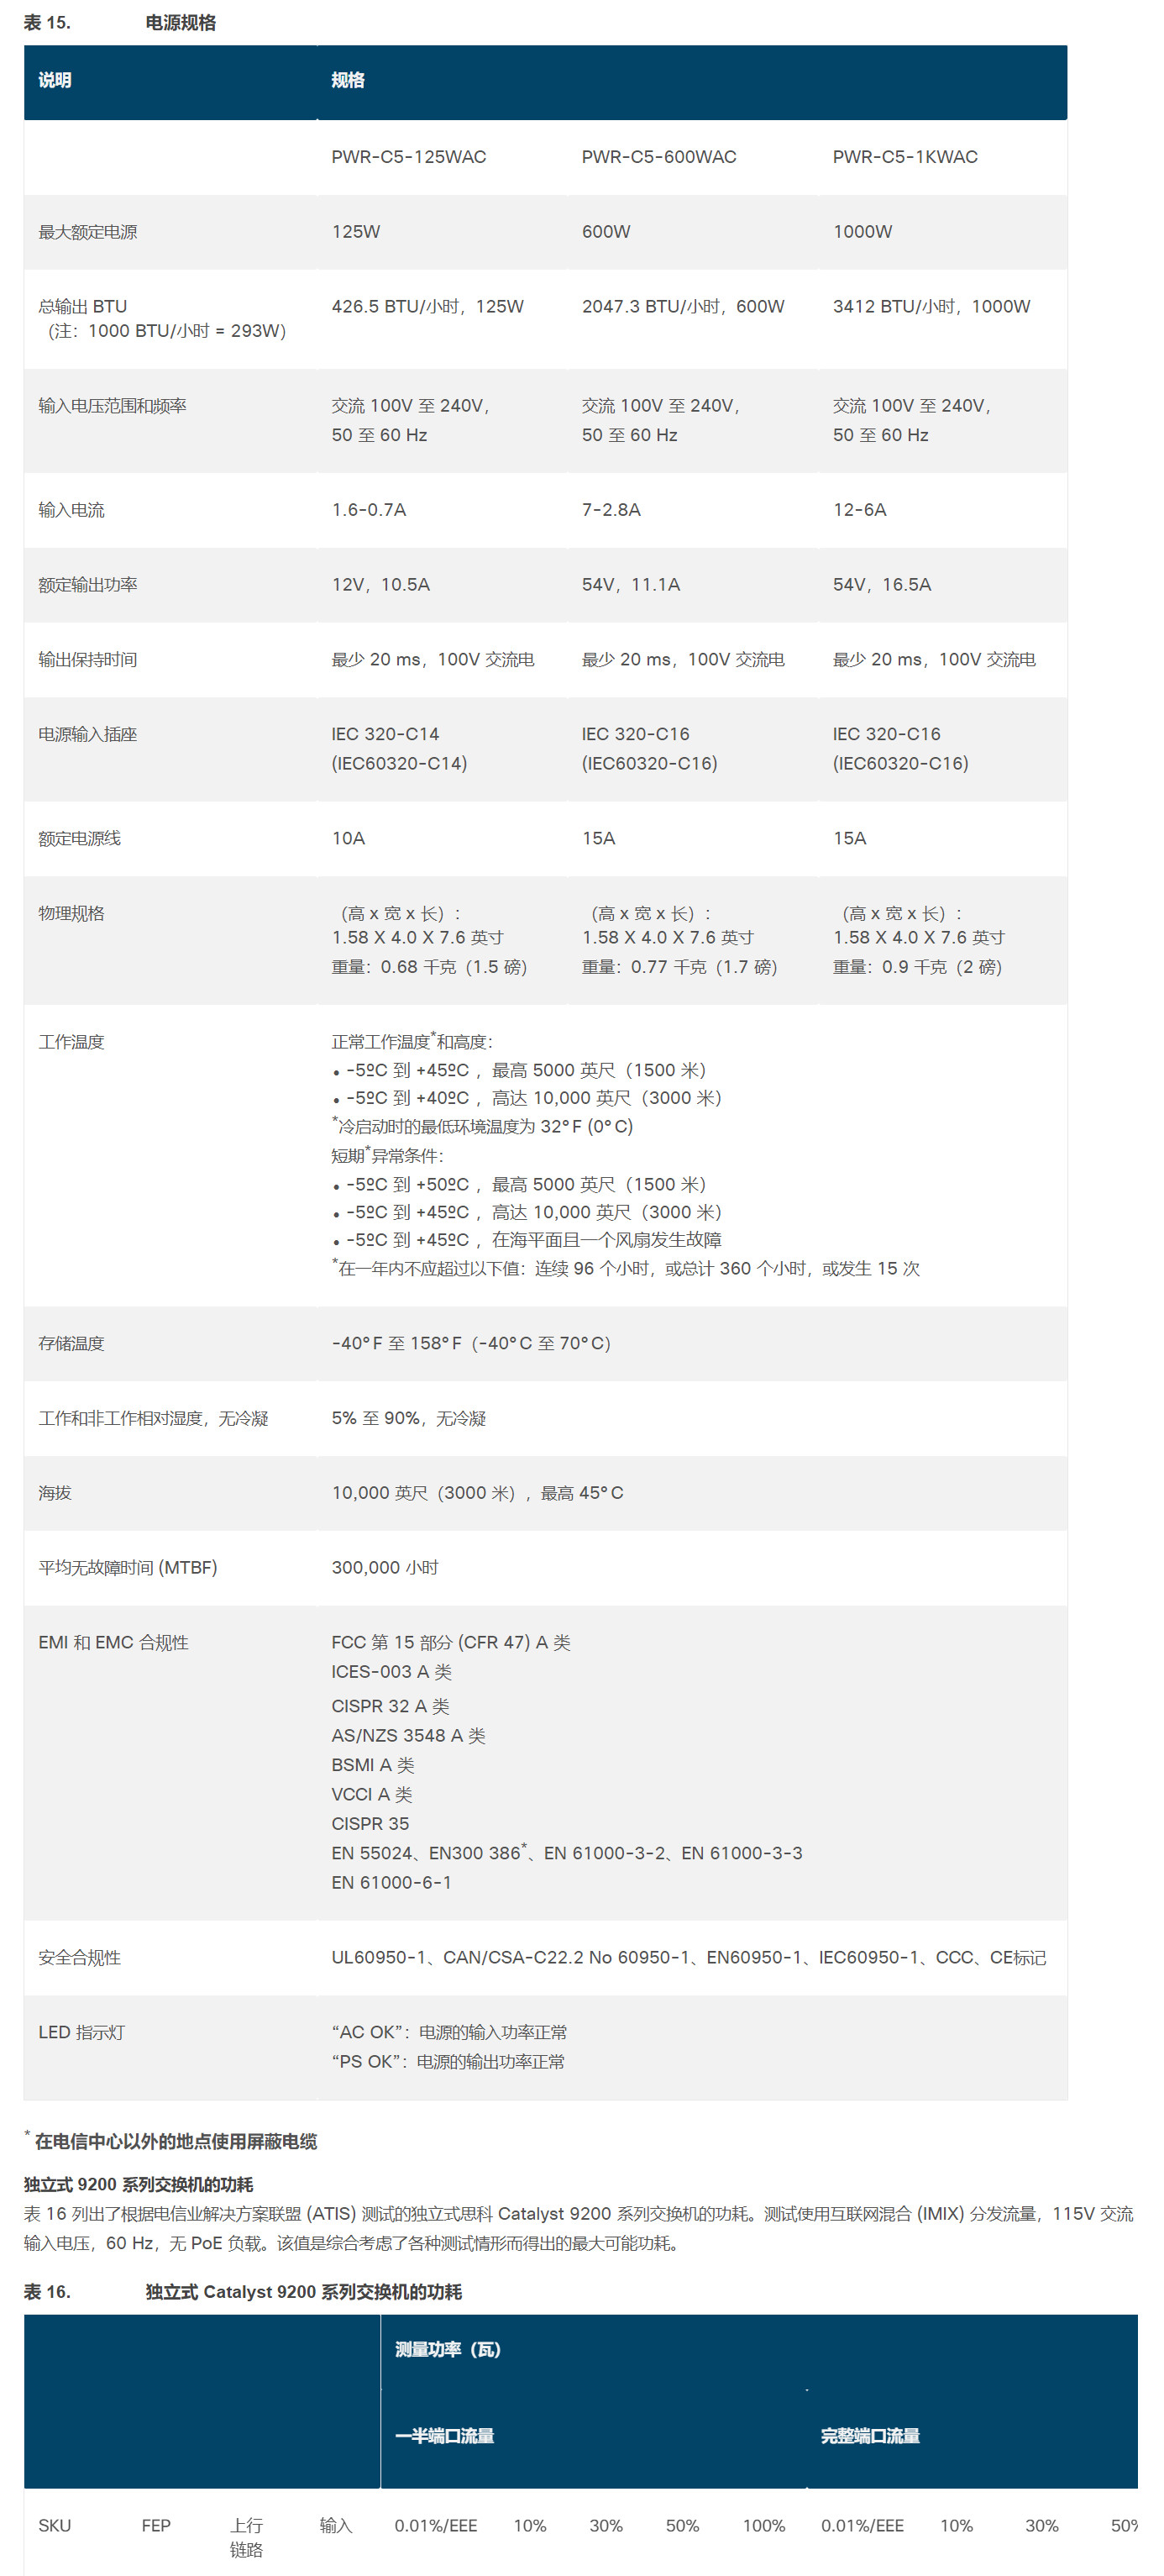 表 15. 电源规格
说明 规格
PWR-C5-125WAC PWR-C5-600WAC PWR-C5-1KWAC
最大额定电源 125W 600W 1000W
总输出 BTU 426.5 BTU/小时，125W 2047.3 BTU/小时，600W 3412 BTU/小时，1000W
（注：1000 BTU/小时 = 293W）
输入电压范围和频率 交流 100V 至 240V， 交流 100V 至 240V， 交流 100V 至 240V，
50 至 60 Hz 50 至 60 Hz 50 至 60 Hz
输入电流 1.6-0.7A 7-2.8A 12-6A
额定输出功率 12V，10.5A 54V，11.1A 54V，16.5A
输出保持时间 最少 20 ms，100V 交流电 最少 20 ms，100V 交流电 最少 20 ms，100V 交流电
电源输入插座 IEC 320-C14 IEC 320-C16 IEC 320-C16
(IEC60320-C14) (IEC60320-C16) (IEC60320-C16)
额定电源线 10A 15A 15A
物理规格 （高 x 宽 x 长）: （高 x 宽 x 长）: （高 x 宽 x 长）:
1.58 X 4.0 X 7.6 英寸 1.58 X 4.0 X 7.6 英寸 1.58 X 4.0 X 7.6 英寸
重量：0.68 千克（1.5 磅） 重量：0.77 千克（1.7 磅） 重量：0.9 千克（2 磅）
工作温度 正常工作温度*和高度：
• -5ºC 到 +45ºC ，最高 5000 英尺（1500 米）
• -5ºC 到 +40ºC ，高达 10,000 英尺（3000 米）
*冷启动时的最低环境温度为 32°F (0°C)
短期*异常条件：
• -5ºC 到 +50ºC ，最高 5000 英尺（1500 米）
• -5ºC 到 +45ºC ，高达 10,000 英尺（3000 米）
• -5ºC 到 +45ºC ，在海平面且一个风扇发生故障
*在一年内不应超过以下值：连续 96 个小时，或总计 360 个小时，或发生 15 次
存储温度 -40°F 至 158°F（-40°C 至 70°C）
工作和非工作相对湿度，无冷凝 5% 至 90%，无冷凝
海拔 10,000 英尺（3000 米），最高 45°C
平均无故障时间 (MTBF) 300,000 小时
EMI 和 EMC 合规性 FCC 第 15 部分 (CFR 47) A 类
ICES-003 A 类
CISPR 32 A 类
AS/NZS 3548 A 类
BSMI A 类
VCCI A 类
CISPR 35
EN 55024、EN300 386*、EN 61000-3-2、EN 61000-3-3
EN 61000-6-1
安全合规性 UL60950-1、CAN/CSA-C22.2 No 60950-1、EN60950-1、IEC60950-1、CCC、CE标记
LED 指示灯 “AC OK”：电源的输入功率正常
“PS OK”：电源的输出功率正常
* 在电信中心以外的地点使用屏蔽电缆
独立式 9200 系列交换机的功耗
表 16 列出了根据电信业解决方案联盟 (ATIS) 测试的独立式思科 Catalyst 9200 系列交换机的功耗。测试使用互联网混合 (IMIX) 分发流量，115V 交流
输入电压，60 Hz，无 PoE 负载。该值是综合考虑了各种测试情形而得出的最大可能功耗。
表 16. 独立式 Catalyst 9200 系列交换机的功耗
测量功率（瓦）
一半端口流量 完整端口流量
SKU FEP 上行 输入 0.01%/EEE 10% 30% 50% 100% 0.01%/EEE 10% 30% 50%
链路